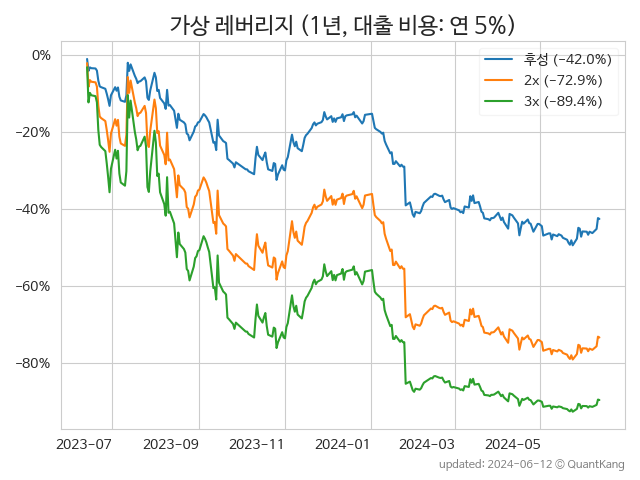 가상 레버리지 (1년, 대출 비용: 연 5%)
후성 (−42.0%)
2x (−72.9%)
3x (−89.4%)
0%
−20%
−40%
−60%
−80%
2023−07 2023−09 2023−11 2024−01 2024−03 2024−05
updated: 2024−06−12 © QuantKang